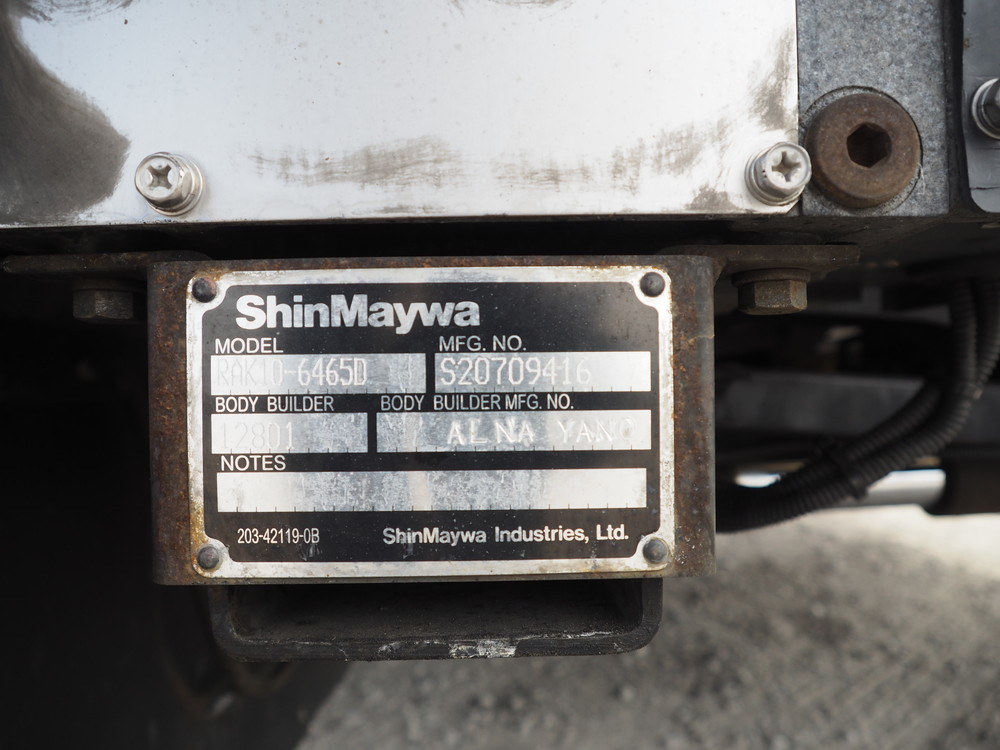 ShinMaywa
MODEL MFG. NO.
RAK10-6465D S20709416
BODY BUILDER BODY BUILDER MFG. NO.
12801 ALNA
NOTES
203-42119-0B ShinMaywa Industries, Ltd.